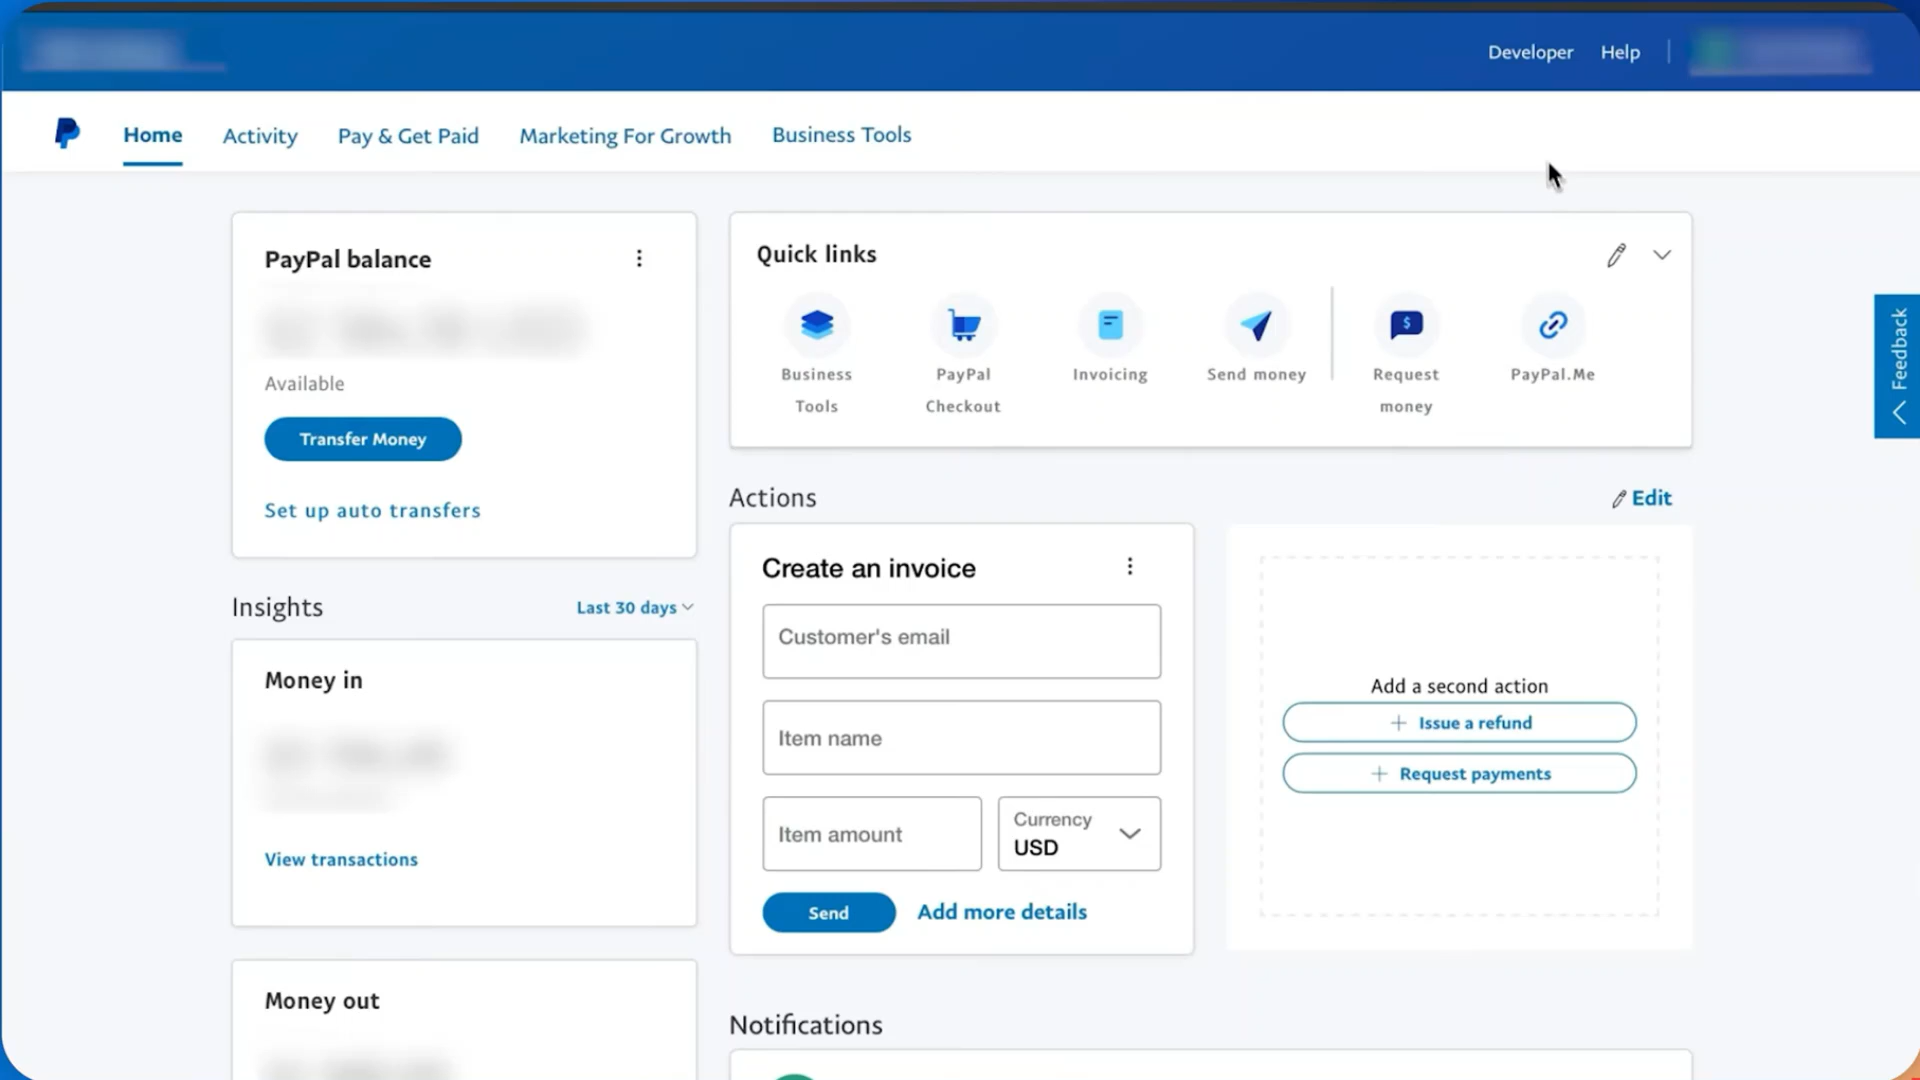 Developer Help
Home Activity Pay & Get Paid Marketing For Growth Business Tools
PayPal balance
Available
Transfer Money
Set up auto transfers
Quick links
Business Tools
PayPal Checkout
Invoicing
Send money
Request money
PayPal.Me
Feedback
Insights
Last 30 days
Money in
View transactions
Money out
Actions
Edit
Create an invoice
Customer's email
Item name
Item amount
Currency
USD
Send
Add more details
Add a second action
+ Issue a refund
+ Request payments
Notifications